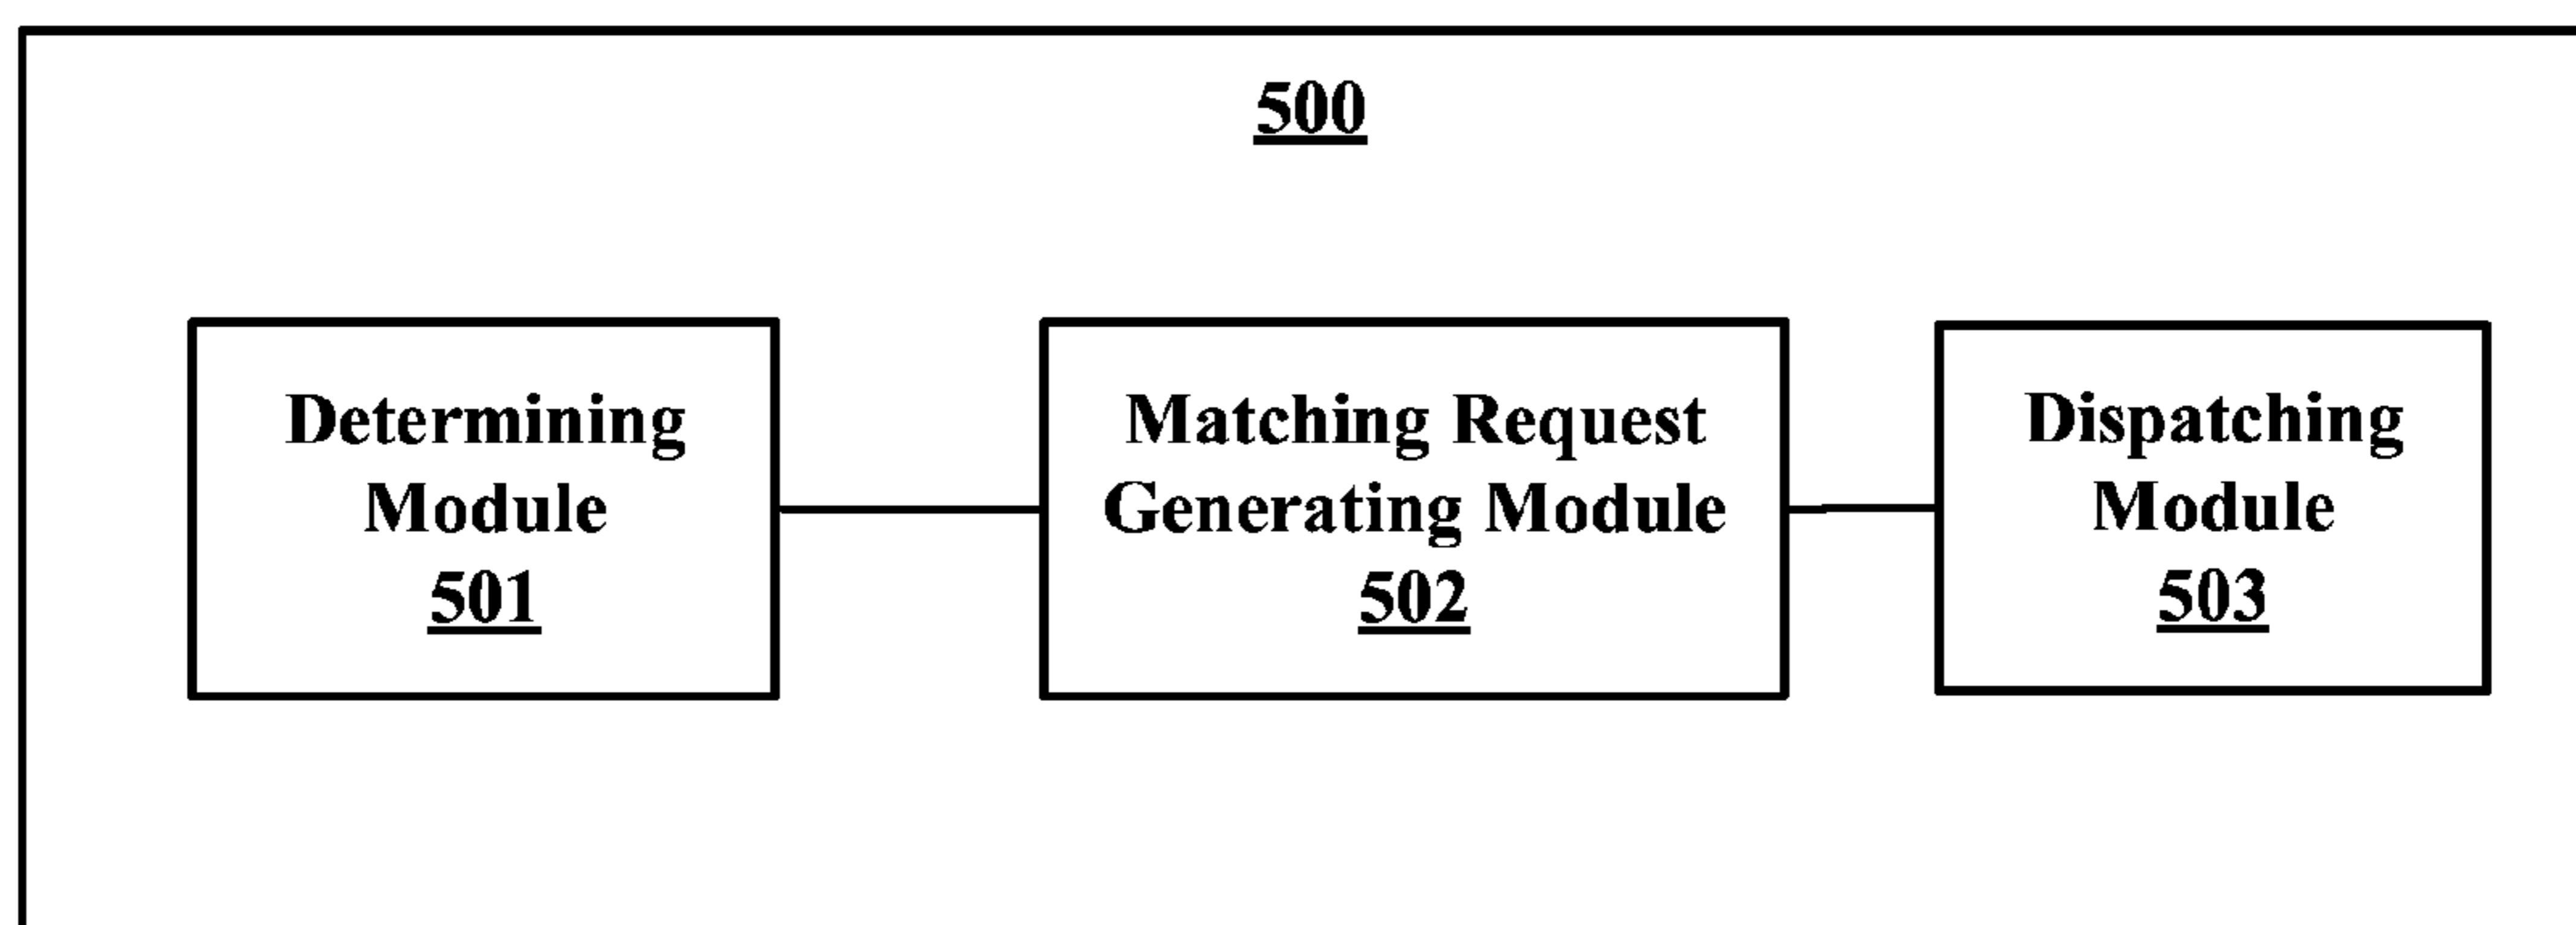 500
Determining
Module
501
Matching Request
Generating Module
502
Dispatching
Module
503